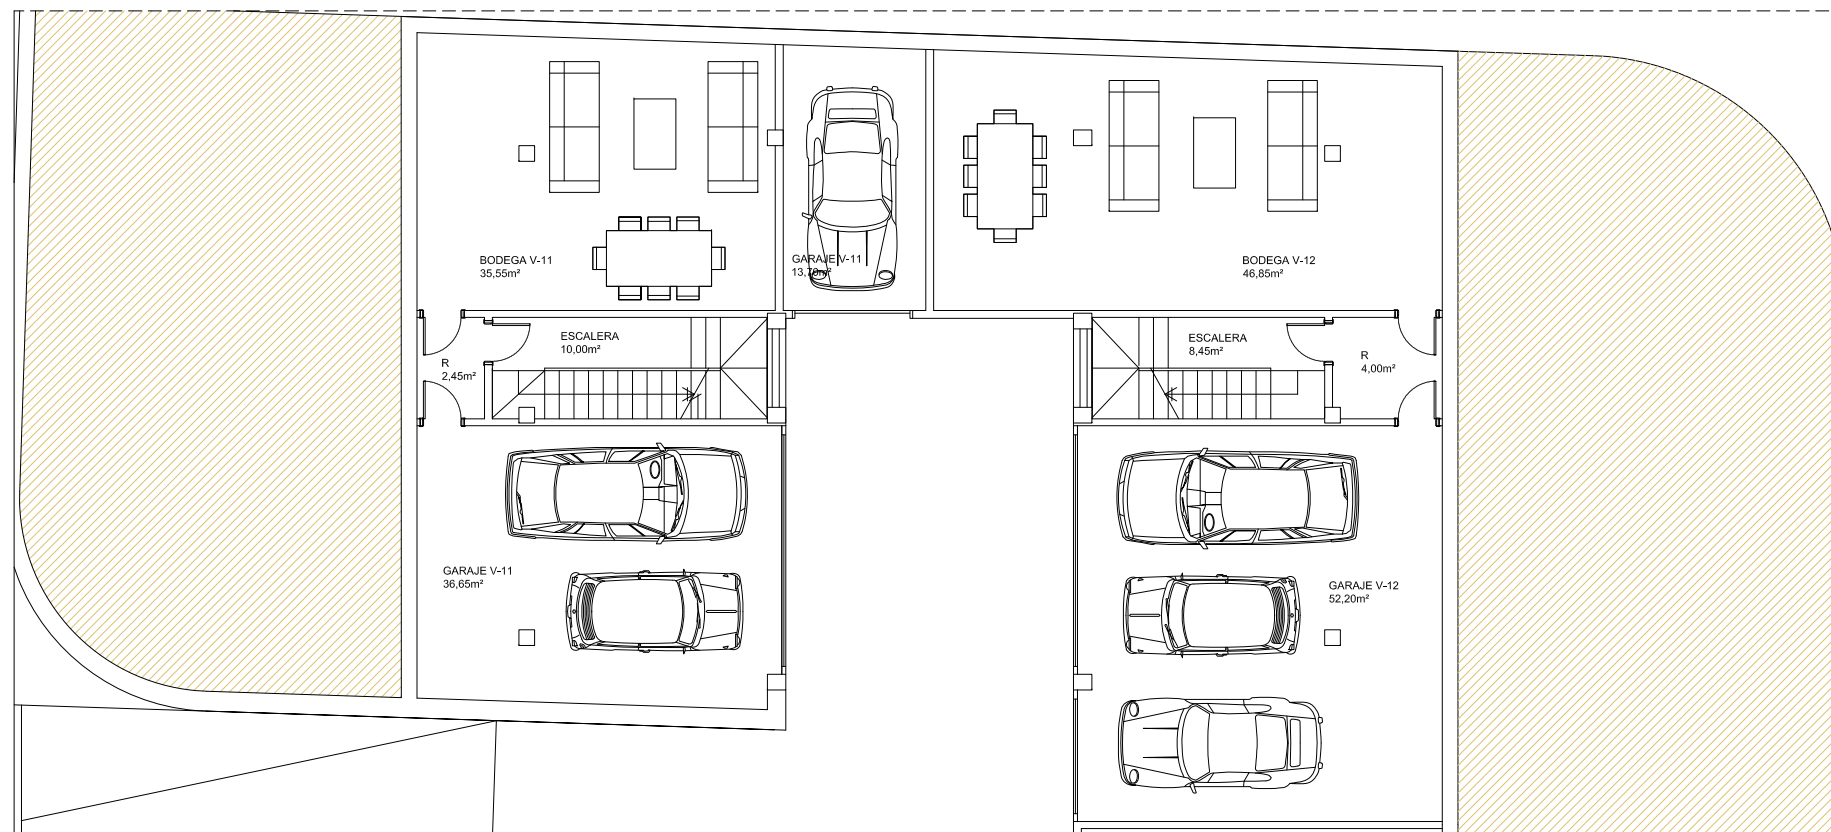 BODEGA V-11
35,55m²
GARAJE V-11
13,70m²
BODEGA V-12
46,85m²
ESCALERA
10,00m²
R
2,45m²
ESCALERA
8,45m²
R
4,00m²
GARAJE V-11
36,65m²
GARAJE V-12
52,20m²